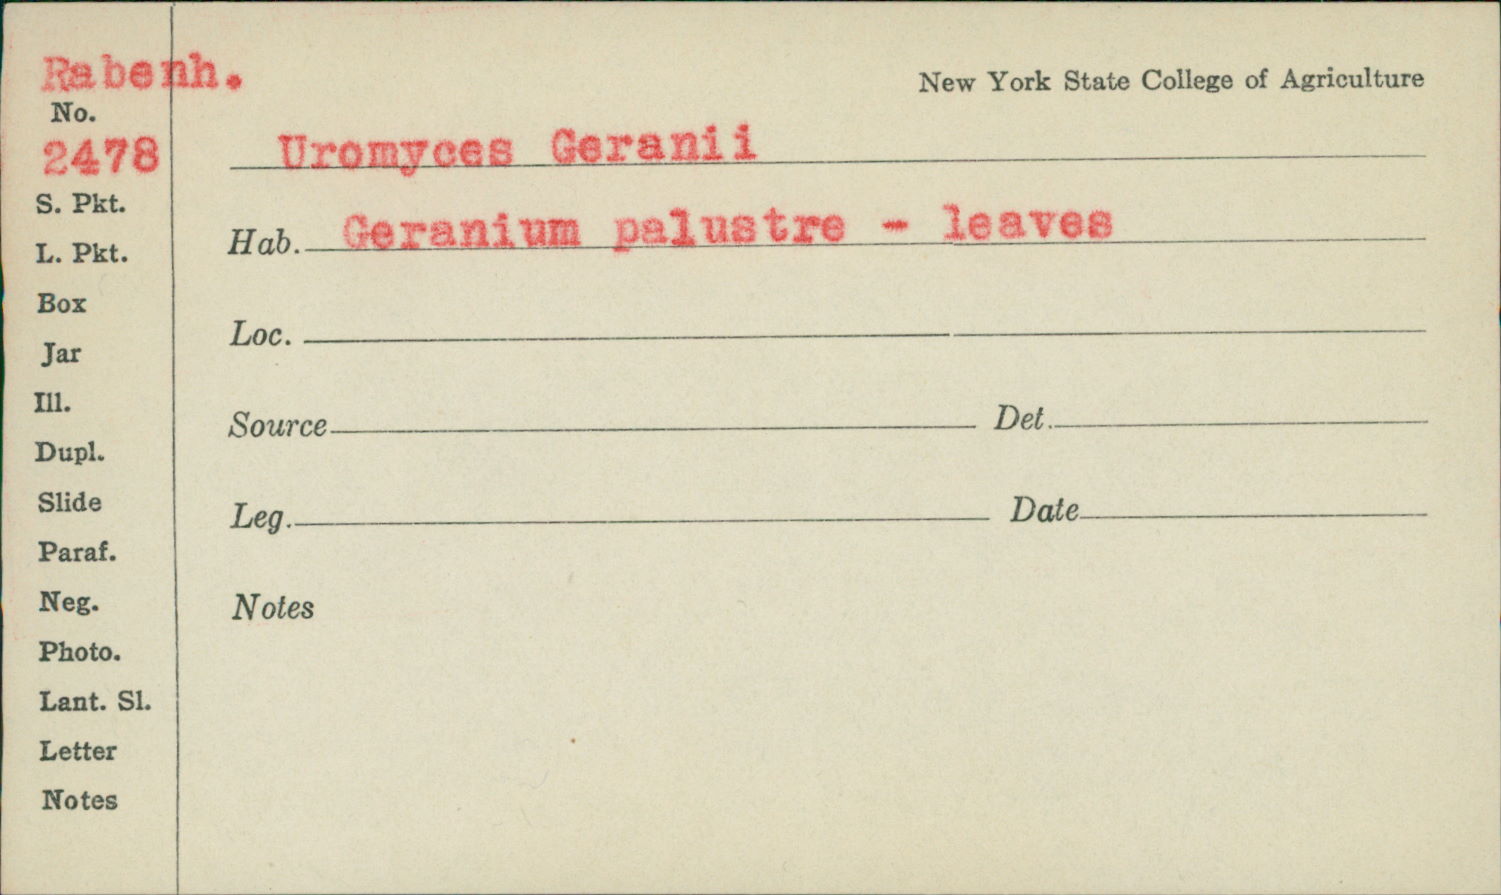 Rabenh.
No.
2478
S. Pkt.
L. Pkt.
Box
Jar
Ill.
Dupl.
Slide
Paraf.
Neg.
Photo.
Lant. Sl.
Letter
Notes
New York State College of Agriculture
Uromyces Geranii
Hab. Geranium palustre - leaves
Loc.
Source Det.
Leg. Date
Notes